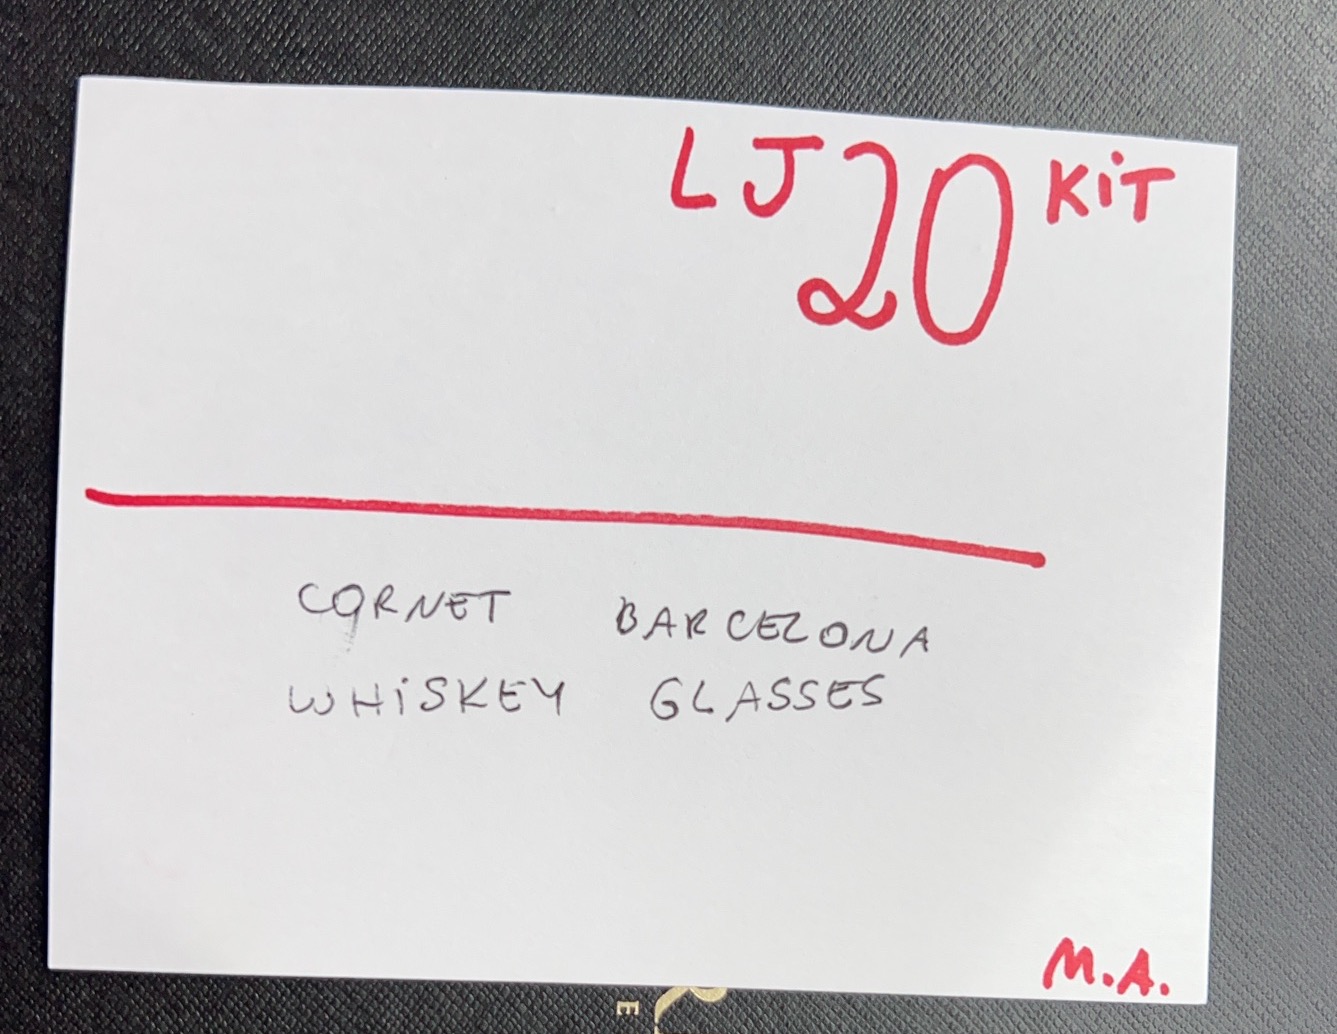 LJ 20 KiT
CORNET BARCELONA
WHiSKEY GLASSES
M.A.
E